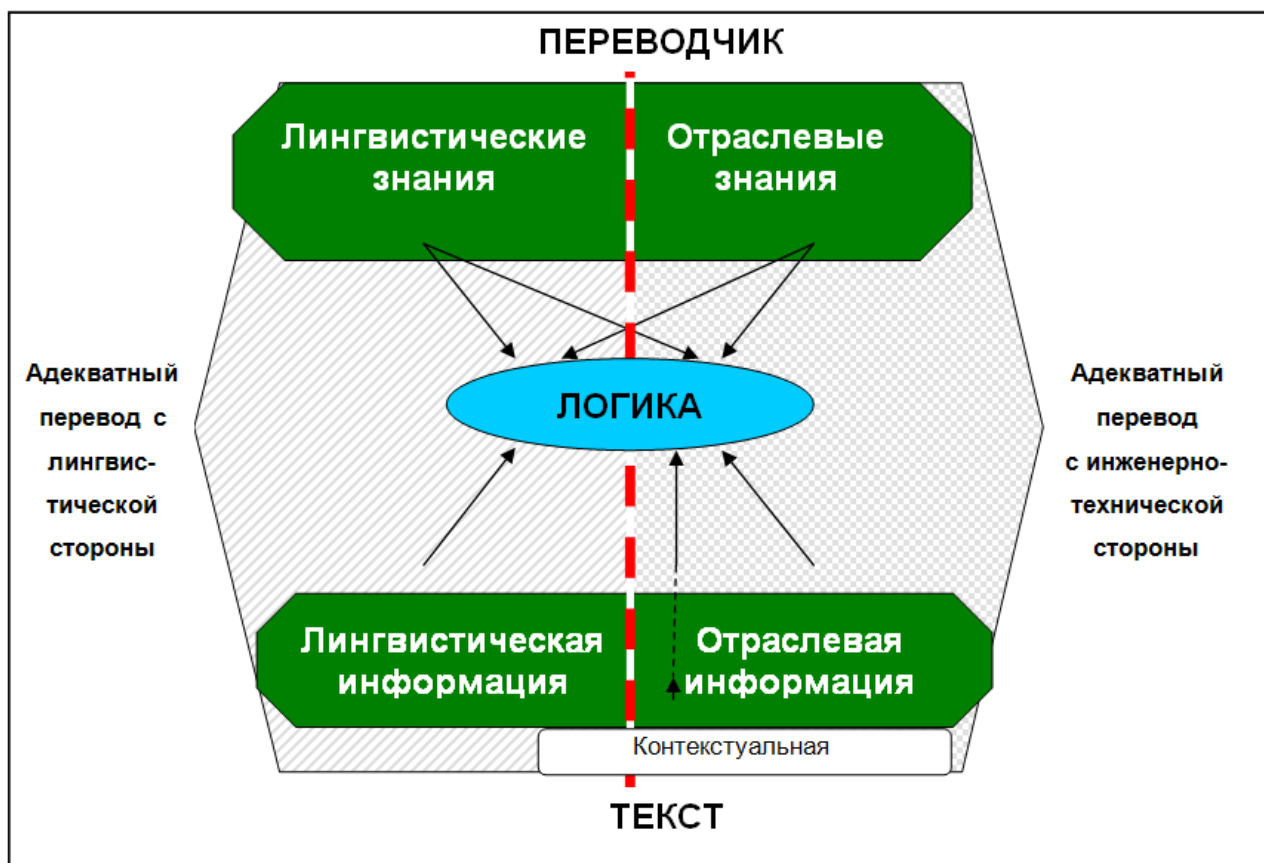 ПЕРЕВОДЧИК
Лингвистические
знания
Отраслевые
знания
Адекватный
перевод с
лингвис-
тической
стороны
ЛОГИКА
Адекватный
перевод
с инженерно-
технической
стороны
Лингвистическая
информация
Отраслевая
информация
Контекстуальная
ТЕКСТ